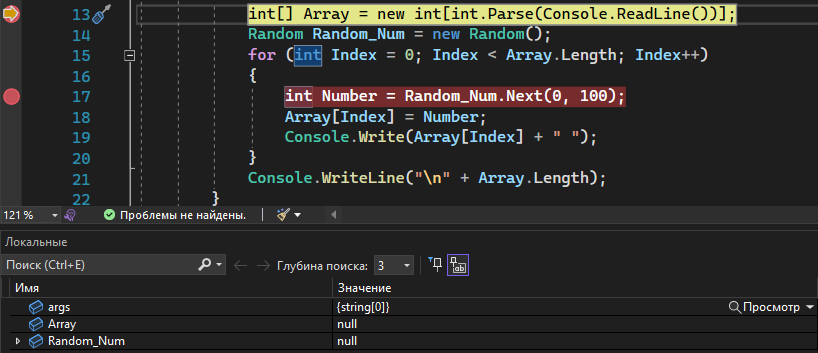 13 int[] Array = new int[int.Parse(Console.ReadLine())];
14 Random Random_Num = new Random();
15 for (int Index = 0; Index < Array.Length; Index++)
16 {
17 int Number = Random_Num.Next(0, 100);
18 Array[Index] = Number;
19 Console.Write(Array[Index] + " ");
20 }
21 Console.WriteLine("\n" + Array.Length);
22 }
121 % Проблемы не найдены.
Локальные
Поиск (Ctrl+E) Глубина поиска: 3
Имя Значение
args {string[0]} Просмотр
Array null
Random_Num null